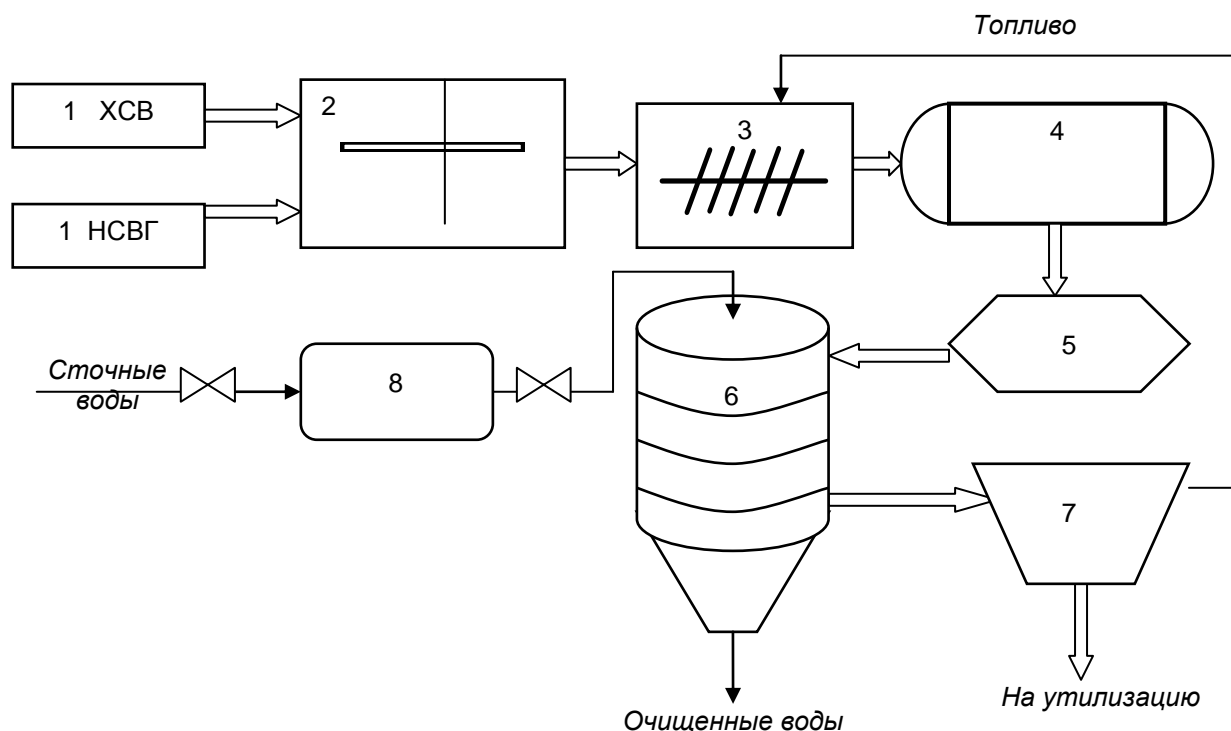 Топливо
1 ХСВ
2
3
4
1 НСВГ
Сточные
воды
8
6
5
7
На утилизацию
Очищенные воды